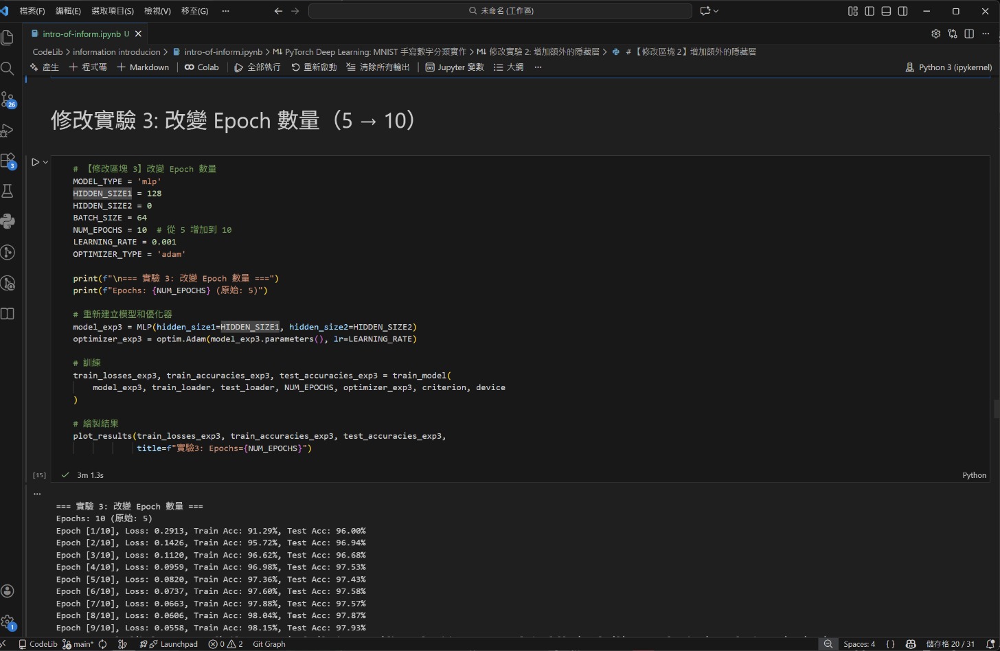 檔案(F) 編輯(E) 選取項目(S) 檢視(V) 移至(G) ··· 未命名 (工作區)
intro-of-inform.ipynb U
CodeLib > information introducion > intro-of-inform.ipynb > M↓ PyTorch Deep Learning: MNIST 手寫數字分類實作 > M↓ 修改實驗 2: 增加額外的隱藏層 > # 【修改區塊 2】增加額外的隱藏層
產生 + 程式碼 + Markdown Colab 全部執行 重新啟動 清除所有輸出 Jupyter 變數 大綱 ··· Python 3 (ipykernel)
修改實驗 3: 改變 Epoch 數量（5 → 10）
# 【修改區塊 3】改變 Epoch 數量
MODEL_TYPE = 'mlp'
HIDDEN_SIZE1 = 128
HIDDEN_SIZE2 = 0
BATCH_SIZE = 64
NUM_EPOCHS = 10  # 從 5 增加到 10
LEARNING_RATE = 0.001
OPTIMIZER_TYPE = 'adam'
print(f"\n=== 實驗 3: 改變 Epoch 數量 ===")
print(f"Epochs: {NUM_EPOCHS} (原始: 5)")
# 重新建立模型和優化器
model_exp3 = MLP(hidden_size1=HIDDEN_SIZE1, hidden_size2=HIDDEN_SIZE2)
optimizer_exp3 = optim.Adam(model_exp3.parameters(), lr=LEARNING_RATE)
# 訓練
train_losses_exp3, train_accuracies_exp3, test_accuracies_exp3 = train_model(
model_exp3, train_loader, test_loader, NUM_EPOCHS, optimizer_exp3, criterion, device
)
# 繪製結果
plot_results(train_losses_exp3, train_accuracies_exp3, test_accuracies_exp3,
title=f"實驗3: Epochs={NUM_EPOCHS}")
[15] 3m 1.3s Python
···
=== 實驗 3: 改變 Epoch 數量 ===
Epochs: 10 (原始: 5)
Epoch [1/10], Loss: 0.2913, Train Acc: 91.29%, Test Acc: 96.00%
Epoch [2/10], Loss: 0.1426, Train Acc: 95.72%, Test Acc: 96.94%
Epoch [3/10], Loss: 0.1120, Train Acc: 96.62%, Test Acc: 96.68%
Epoch [4/10], Loss: 0.0959, Train Acc: 96.98%, Test Acc: 97.53%
Epoch [5/10], Loss: 0.0820, Train Acc: 97.36%, Test Acc: 97.43%
Epoch [6/10], Loss: 0.0737, Train Acc: 97.60%, Test Acc: 97.58%
Epoch [7/10], Loss: 0.0663, Train Acc: 97.88%, Test Acc: 97.57%
Epoch [8/10], Loss: 0.0606, Train Acc: 98.04%, Test Acc: 97.87%
Epoch [9/10], Loss: 0.0558, Train Acc: 98.15%, Test Acc: 97.93%
26
3
1
CodeLib main* Launchpad 0 2 Git Graph Spaces: 4 { } 儲存格 20 / 31